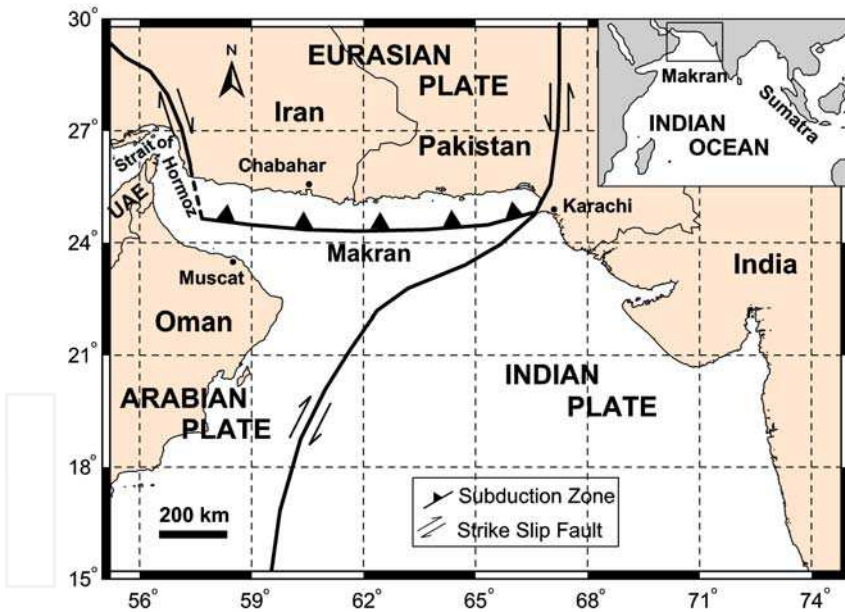 30°
27°
24°
21°
18°
15°
56°
59°
62°
65°
68°
71°
74°
N
EURASIAN
PLATE
Iran
Pakistan
Chabahar
Strait of
Hormoz
UAE
Karachi
Makran
Muscat
Oman
India
ARABIAN
PLATE
INDIAN
PLATE
200 km
Subduction Zone
Strike Slip Fault
Makran
Sumatra
INDIAN
OCEAN